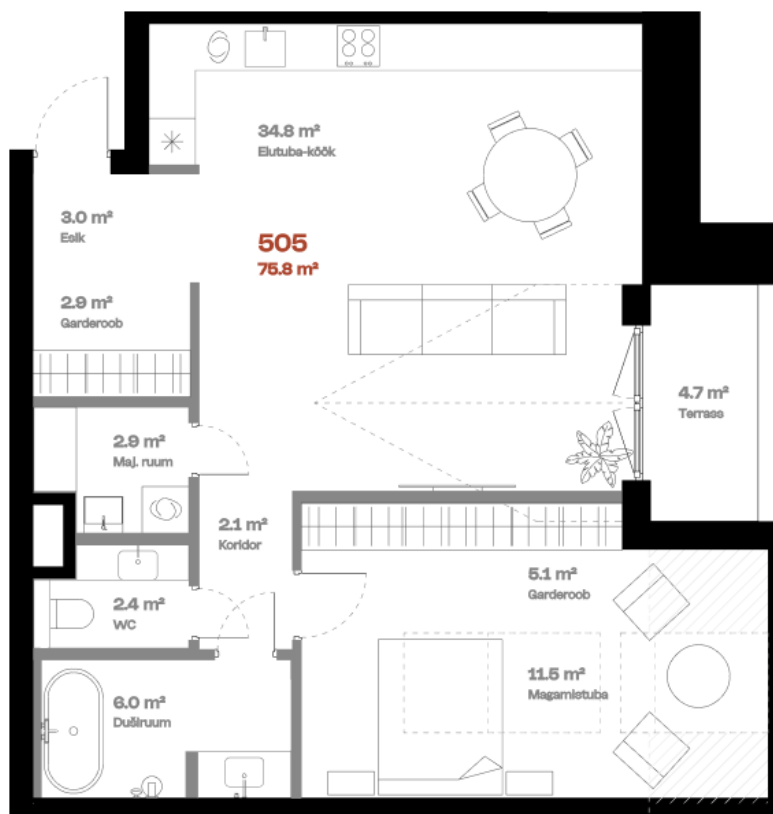 34.8 m²
Elutuba-köök
3.0 m²
Esik
505
75.8 m²
2.9 m²
Garderoob
4.7 m²
Terrass
2.9 m²
Maj. ruum
2.1 m²
Koridor
5.1 m²
Garderoob
2.4 m²
WC
11.5 m²
Magamistuba
6.0 m²
Duširuum